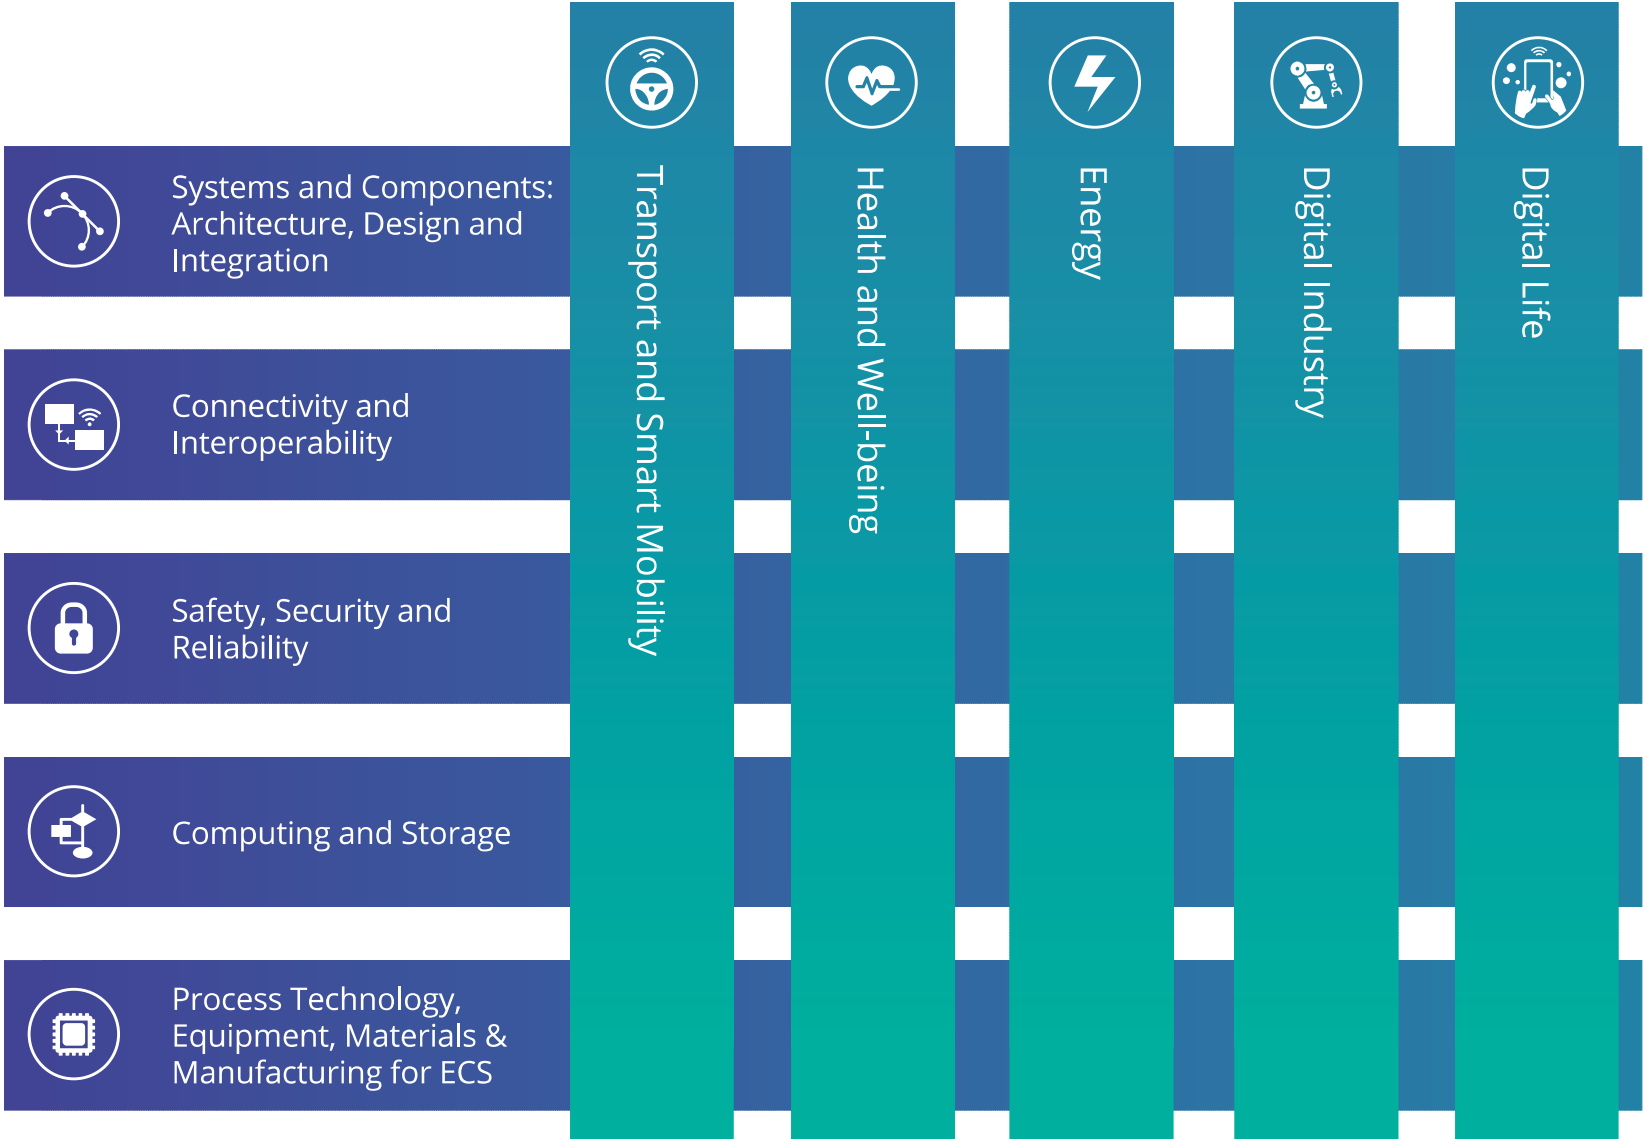 Transport and Smart Mobility
Health and Well-being
Energy
Digital Industry
Digital Life
Systems and Components:
Architecture, Design and
Integration
Connectivity and
Interoperability
Safety, Security and
Reliability
Computing and Storage
Process Technology,
Equipment, Materials &
Manufacturing for ECS